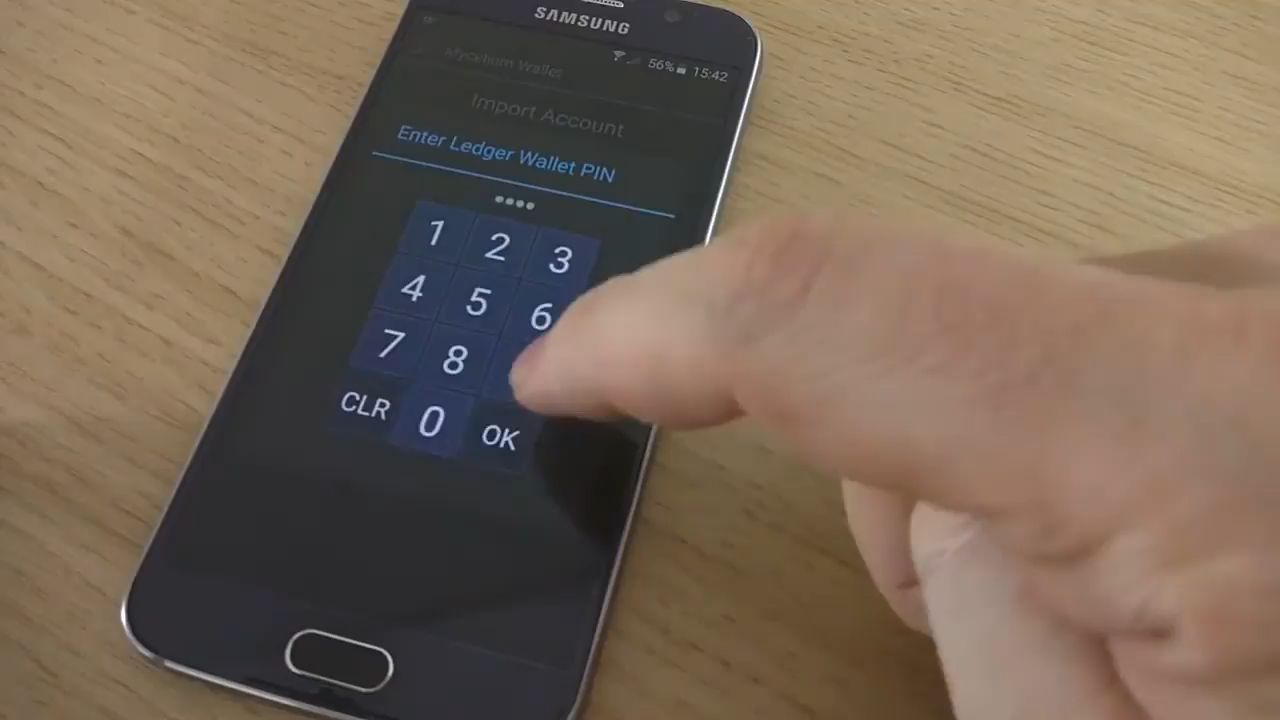 SAMSUNG
56% 15:42
Mycelium Wallet
Import Account
Enter Ledger Wallet PIN
1 2 3
4 5 6
7 8
CLR 0 OK